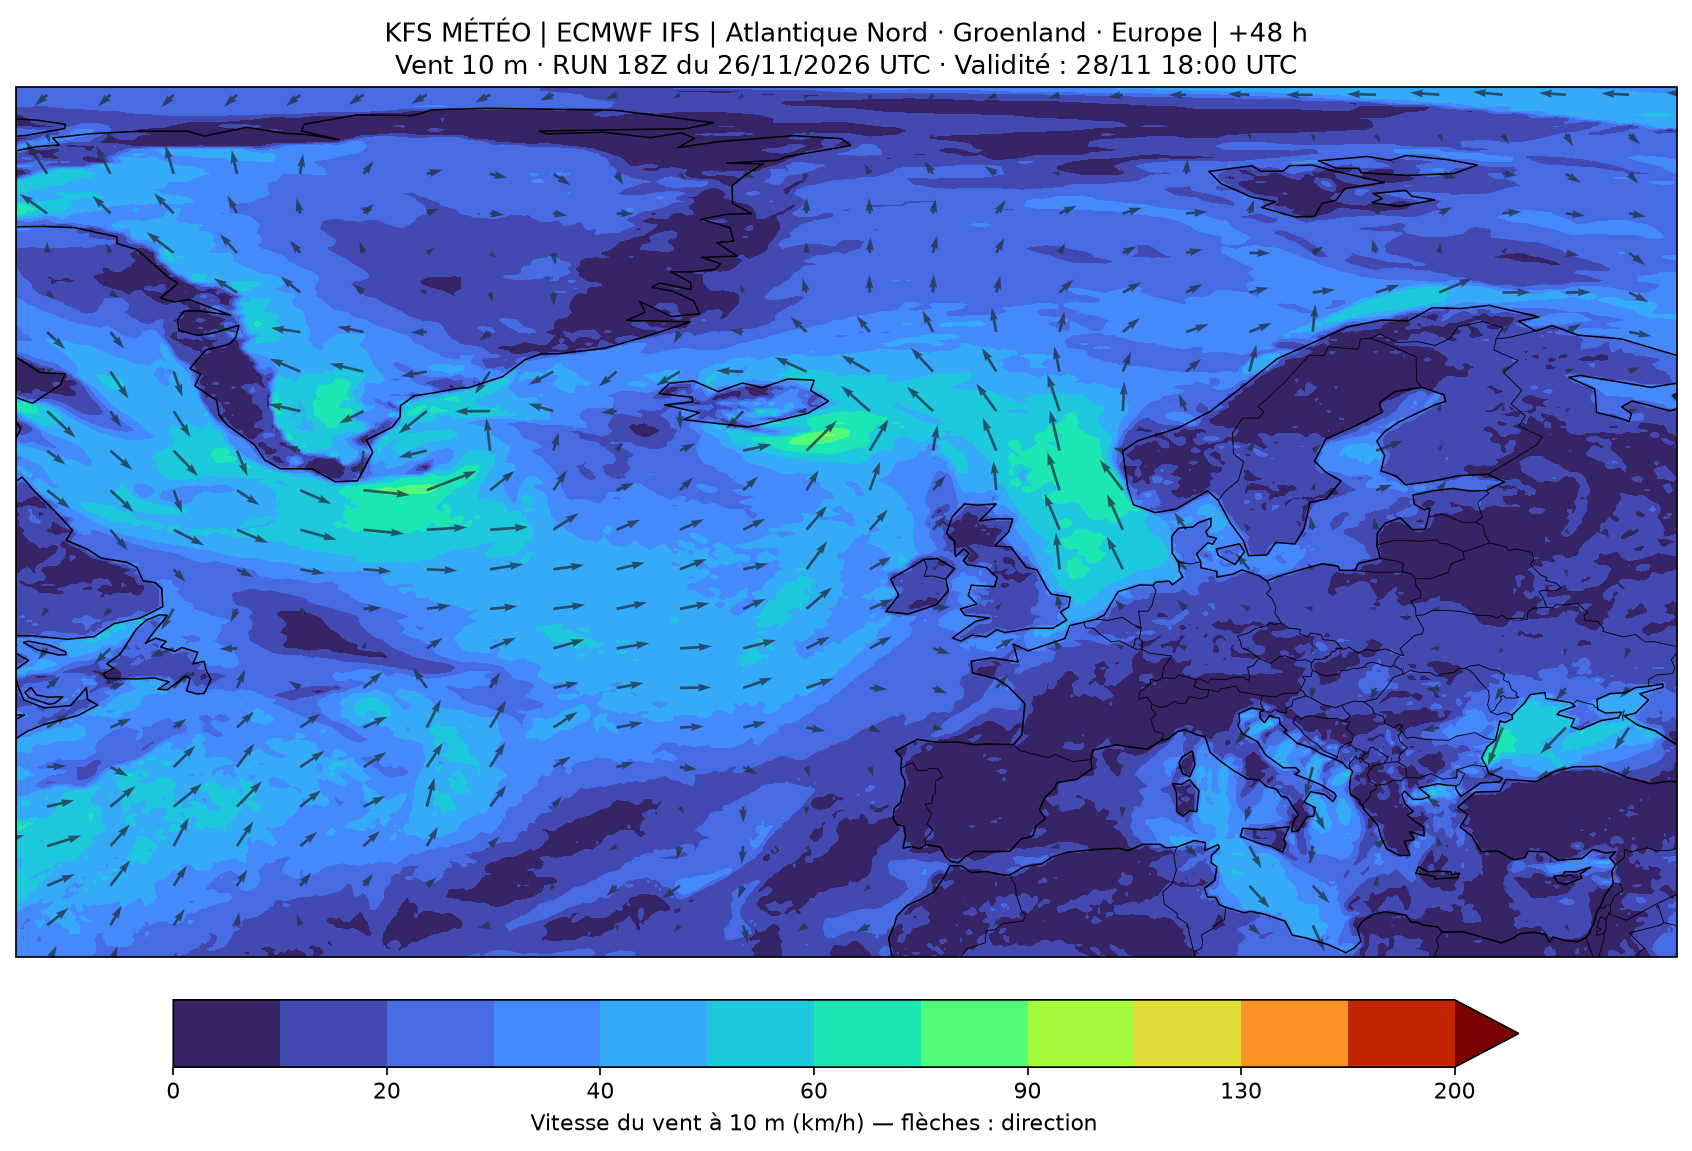 KFS MÉTÉO | ECMWF IFS | Atlantique Nord · Groenland · Europe | +48 h
Vent 10 m · RUN 18Z du 26/11/2026 UTC · Validité : 28/11 18:00 UTC
0 20 40 60 90 130 200
Vitesse du vent à 10 m (km/h) — flèches : direction